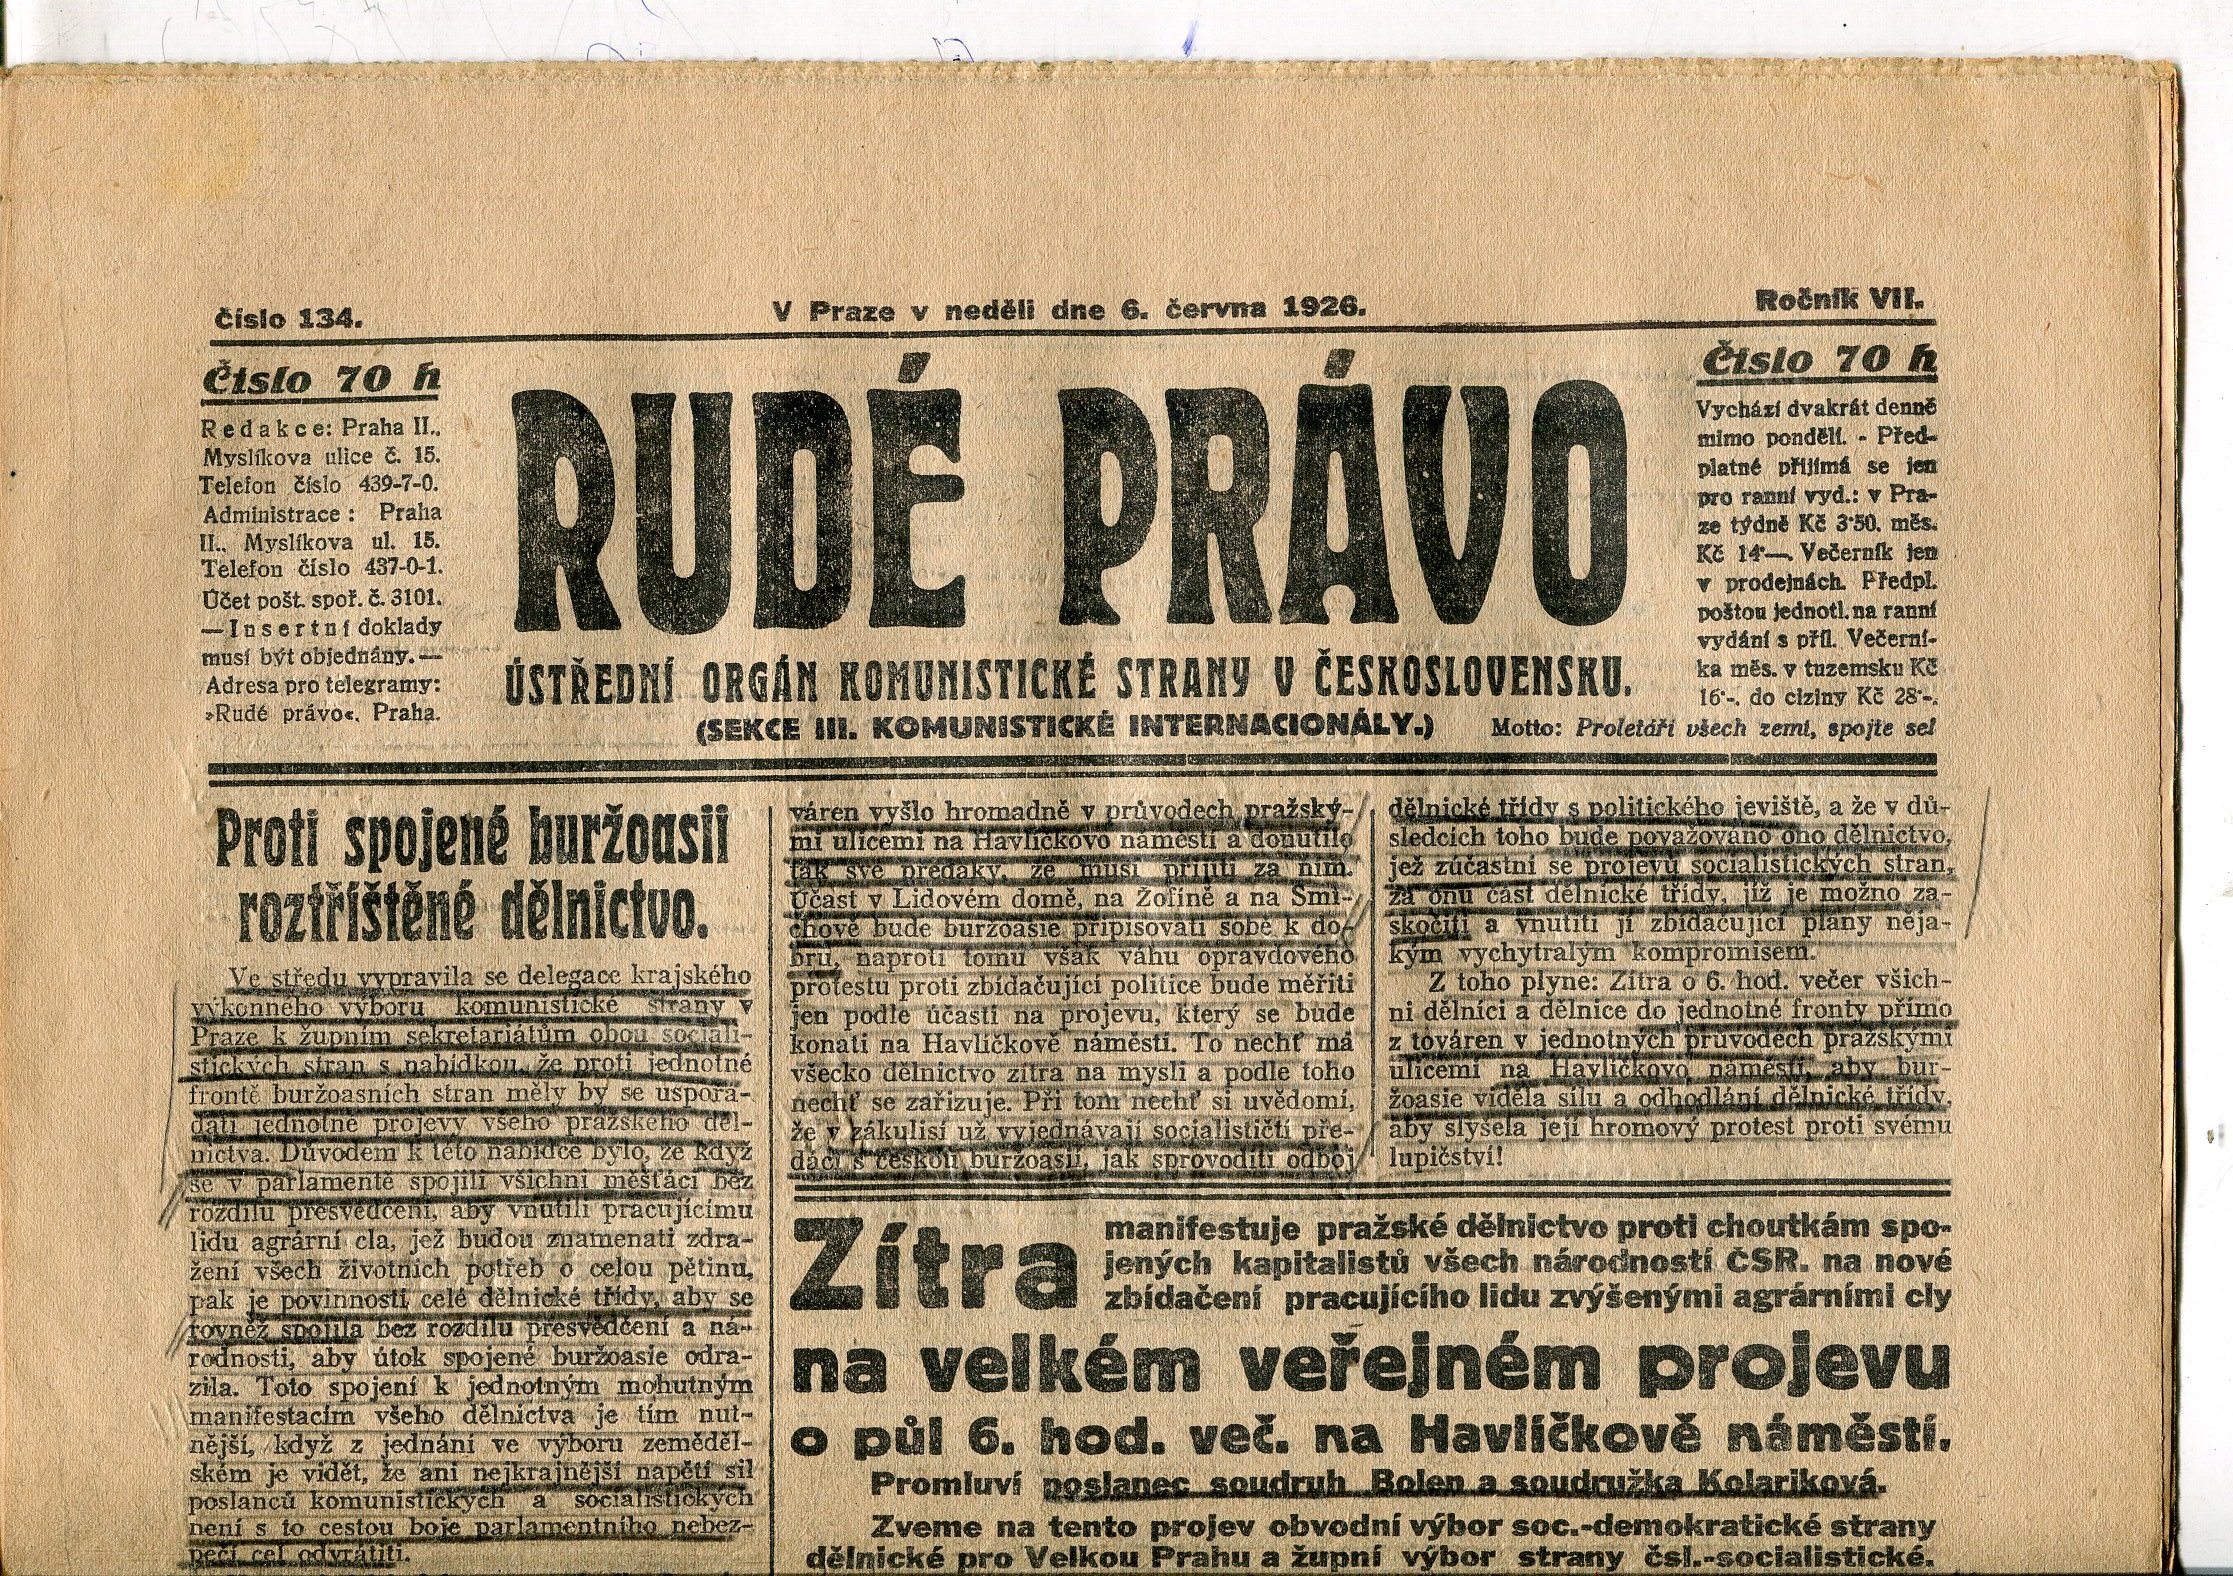 číslo 134.
V Praze v neděli dne 6. června 1926.
Ročník VII.
Číslo 70 h
Redakce: Praha II.,
Myslíkova ulice č. 15.
Telefon číslo 439-7-0.
Administrace: Praha
II., Myslíkova ul. 15.
Telefon číslo 437-0-1.
Účet pošt. spoř. č. 3101.
—Insertní doklady
musí být objednány.—
Adresa pro telegramy:
»Rudé právo«, Praha.
RUDÉ PRÁVO
ÚSTŘEDNÍ ORGÁN KOMUNISTICKÉ STRANY V ČESKOSLOVENSKU.
(SEKCE III. KOMUNISTICKÉ INTERNACIONÁLY.)
Motto: Proletáři všech zemí, spojte se!
Číslo 70 h
Vychází dvakrát denně
mimo pondělí. - Před-
platné přijímá se jen
pro ranní vyd.: v Pra-
ze týdně Kč 3·50, měs.
Kč 14·—. Večerník jen
v prodejnách. Předpl.
poštou jednotl. na ranní
vydání s příl. Večerní-
ka měs. v tuzemsku Kč
16·-, do ciziny Kč 28·-.
Proti spojené buržoasii
roztříštěné dělnictvo.
Ve středu vypravila se delegace krajského
výkonného výboru komunistické strany v
Praze k župním sekretariátům obou sociali-
stických stran s nabídkou, že proti jednotné
frontě buržoasních stran měly by se uspořá-
dati jednotné projevy všeho pražského děl-
nictva. Důvodem k této nabídce bylo, že když
se v parlamentě spojili všichni měšťáci bez
rozdílu přesvědčení, aby vnutili pracujícímu
lidu agrární cla, jež budou znamenati zdra-
žení všech životních potřeb o celou pětinu,
pak je povinností celé dělnické třídy, aby se
rovněž spojila bez rozdílu přesvědčení a ná-
rodnosti, aby útok spojené buržoasie odra-
zila. Toto spojení k jednotným mohutným
manifestacím všeho dělnictva je tím nut-
nější, když z jednání ve výboru zeměděl-
ském je vidět, že ani nejkrajnější napětí sil
poslanců komunistických a socialistických
není s to cestou boje parlamentního nebez-
pečí cel odvrátiti.
váren vyšlo hromadně v průvodech pražský-
mi ulicemi na Havlíčkovo náměstí a donutilo
tak své předáky, že musí přijíti za ním.
Účast v Lidovém domě, na Žofíně a na Smí-
chově bude buržoasie připisovati sobě k do-
bru, naproti tomu však váhu opravdového
protestu proti zbídačující politice bude měřiti
jen podle účasti na projevu, který se bude
konati na Havlíčkově náměstí. To nechť má
všecko dělnictvo zítra na mysli a podle toho
nechť se zařizuje. Při tom nechť si uvědomí,
že v zákulisí už vyjednávají socialističtí pře-
dáci s českou buržoasií, jak sprovoditi odboj
dělnické třídy s politického jeviště, a že v dů-
sledcích toho bude považováno ono dělnictvo,
jež zúčastní se projevů socialistických stran,
za onu část dělnické třídy, jíž je možno za-
skočiti a vnutiti jí zbídačující plány něja-
kým vychytralým kompromisem.
Z toho plyne: Zítra o 6. hod. večer všich-
ni dělníci a dělnice do jednotné fronty přímo
z továren v jednotných průvodech pražskými
ulicemi na Havlíčkovo náměstí, aby bur-
žoasie viděla sílu a odhodlání dělnické třídy,
aby slyšela její hromový protest proti svému
lupičství!
Zítra manifestuje pražské dělnictvo proti choutkám spo-
jených kapitalistů všech národností ČSR. na nové
zbídačení pracujícího lidu zvýšenými agrárními cly
na velkém veřejném projevu
o půl 6. hod. več. na Havlíčkově náměstí.
Promluví poslanec soudruh Bolen a soudružka Kolariková.
Zveme na tento projev obvodní výbor soc.-demokratické strany
dělnické pro Velkou Prahu a župní výbor strany čsl.-socialistické.